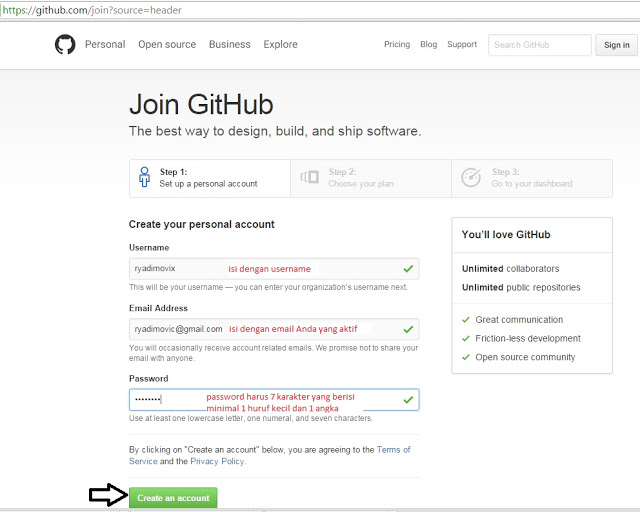 https://github.com/join?source=header
Personal Open source Business Explore Pricing Blog Support Search GitHub Sign in
Join GitHub
The best way to design, build, and ship software.
Step 1:
Set up a personal account
Step 2:
Choose your plan
Step 3:
Go to your dashboard
Create your personal account
Username
ryadimovix isi dengan username
This will be your username — you can enter your organization's username next.
Email Address
ryadimovic@gmail.com isi dengan email Anda yang aktif
You will occasionally receive account related emails. We promise not to share your
email with anyone.
Password
•••••••• password harus 7 karakter yang berisi
minimal 1 huruf kecil dan 1 angka
Use at least one lowercase letter, one numeral, and seven characters.
By clicking on "Create an account" below, you are agreeing to the Terms of
Service and the Privacy Policy.
Create an account
You'll love GitHub
Unlimited collaborators
Unlimited public repositories
Great communication
Friction-less development
Open source community